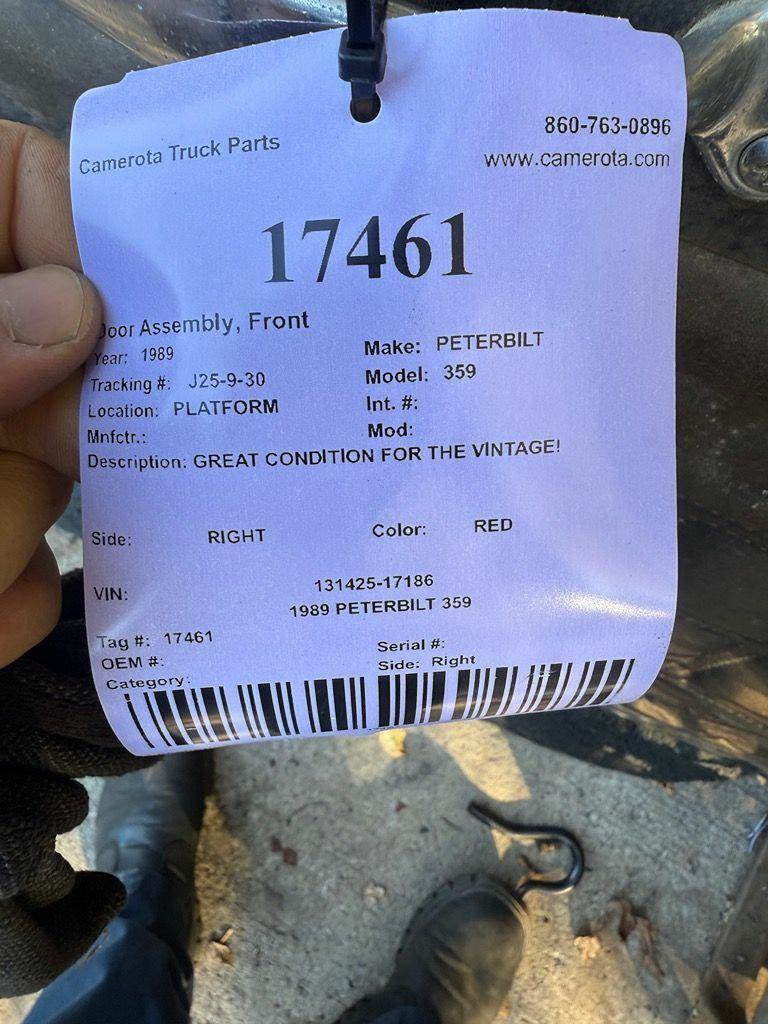 Camerota Truck Parts
860-763-0896
www.camerota.com
17461
Door Assembly, Front
Year: 1989
Make: PETERBILT
Tracking #: J25-9-30
Model: 359
Location: PLATFORM
Int. #:
Mnfctr.:
Mod:
Description: GREAT CONDITION FOR THE VINTAGE!
Side: RIGHT
Color: RED
VIN: 131425-17186
1989 PETERBILT 359
Tag #: 17461
Serial #:
OEM #:
Side: Right
Category: